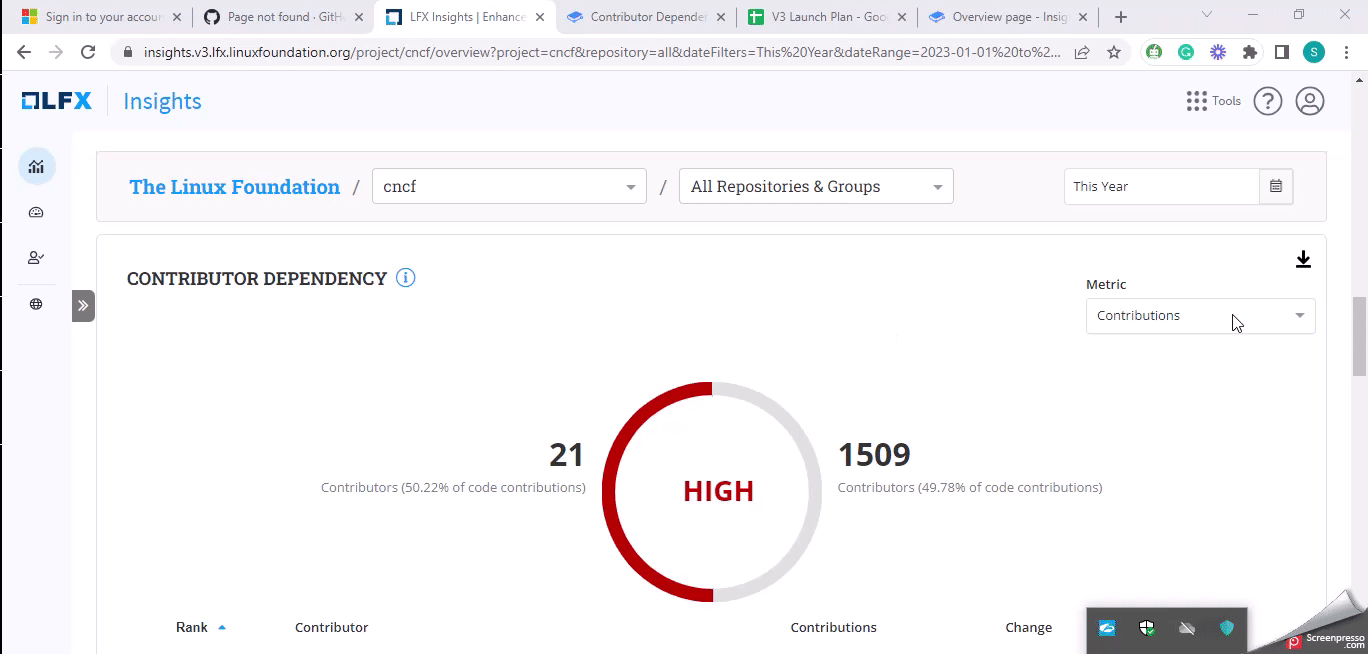 Sign in to your accour
Page not found · GitH
LFX Insights | Enhance
Contributor Depender
V3 Launch Plan - Goo
Overview page - Insig
insights.v3.lfx.linuxfoundation.org/project/cncf/overview?project=cncf&repository=all&dateFilters=This%20Year&dateRange=2023-01-01%20to%2...
S
LFX
Insights
Tools
?
The Linux Foundation / cncf / All Repositories & Groups
This Year
CONTRIBUTOR DEPENDENCY
Metric
Contributions
21
Contributors (50.22% of code contributions)
HIGH
1509
Contributors (49.78% of code contributions)
Rank Contributor Contributions Change
Screenpresso
.com